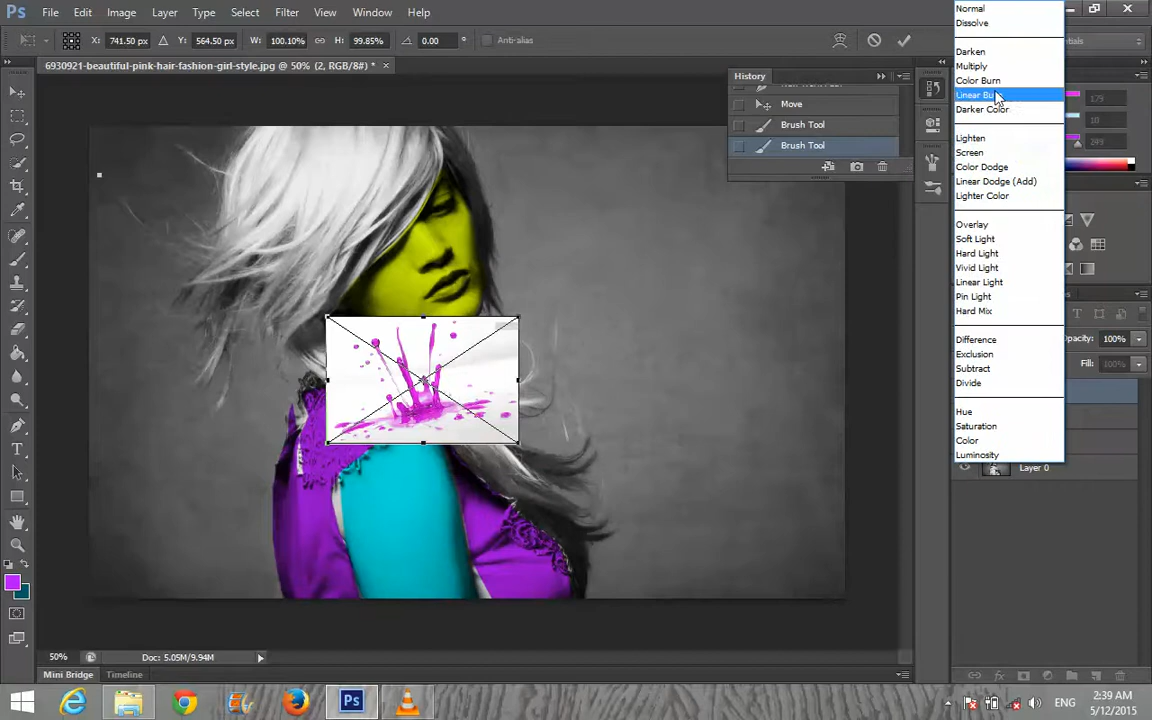 Ps File Edit Image Layer Type Select Filter View Window Help
X: 741.50 px Y: 564.50 px W: 100.10% H: 99.85% 0.00 ° Anti-alias
6930921-beautiful-pink-hair-fashion-girl-style.jpg @ 50% (2, RGB/8#) * ×
History
Move
Brush Tool
Brush Tool
Normal
Dissolve
Darken
Multiply
Color Burn
Linear
Darker Color
Lighten
Screen
Color Dodge
Linear Dodge (Add)
Lighter Color
Overlay
Soft Light
Hard Light
Vivid Light
Linear Light
Pin Light
Hard Mix
Difference
Exclusion
Subtract
Divide
Hue
Saturation
Color
Luminosity
179
10
Opacity: 100%
Fill: 100%
Layer 0
50% Doc: 5.05M/9.94M
Mini Bridge Timeline
Ps ENG 2:39 AM
5/12/2015